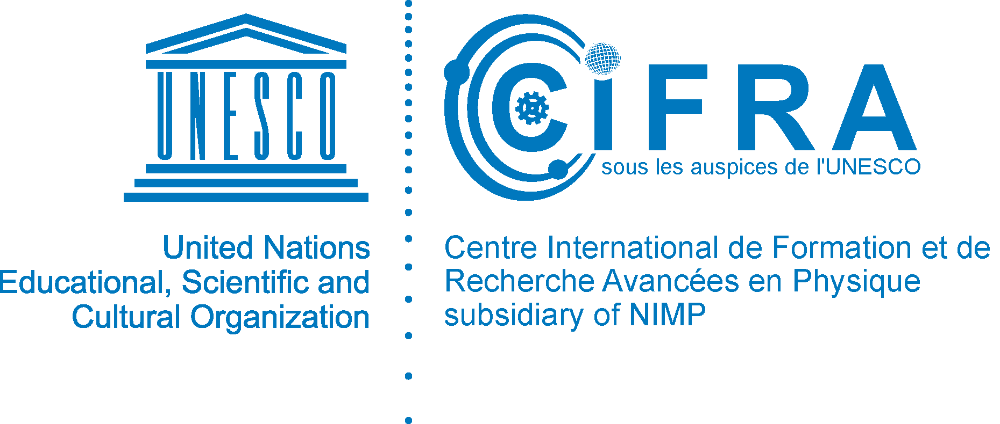 UNESCO
United Nations
Educational, Scientific and
Cultural Organization
CiFRA
sous les auspices de l'UNESCO
Centre International de Formation et de
Recherche Avancées en Physique
subsidiary of NIMP